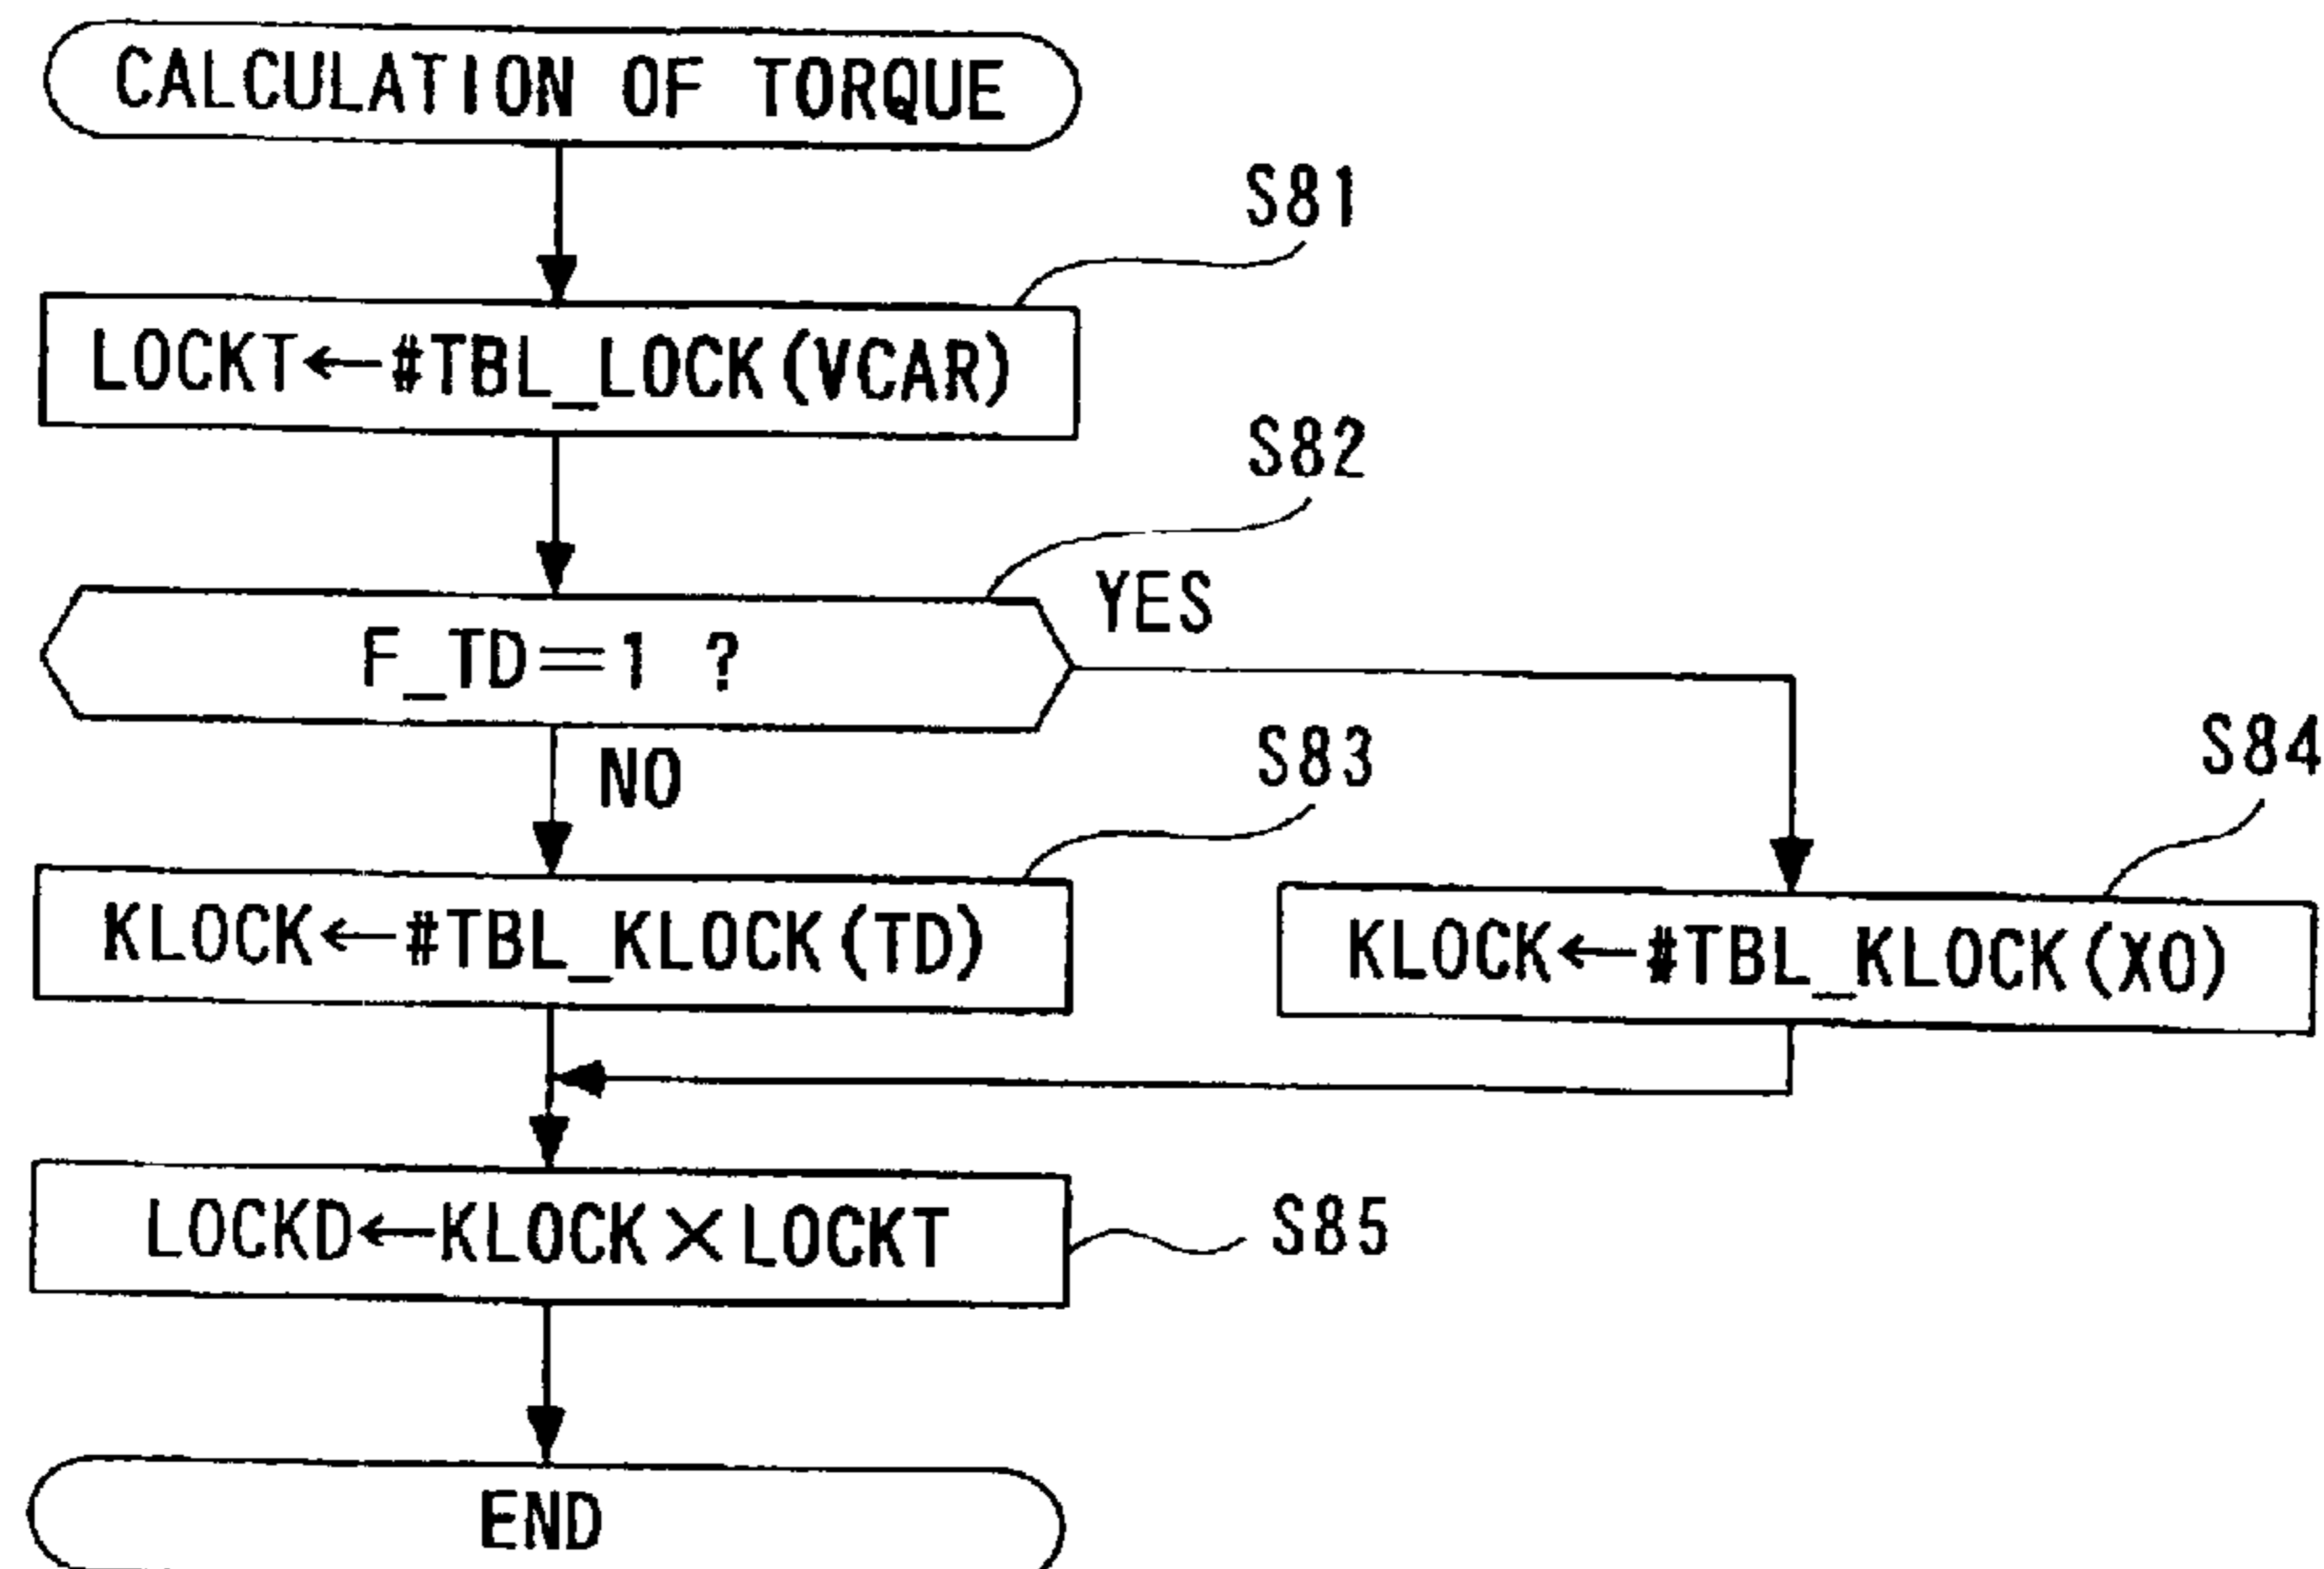 CALCULATION OF TORQUE
S81
LOCKT←#TBL_LOCK(VCAR)
S82
YES
F_TD=1 ?
NO
S83
S84
KLOCK←#TBL_KLOCK(TD)
KLOCK←#TBL_KLOCK(XO)
LOCKD←KLOCK×LOCKT
S85
END